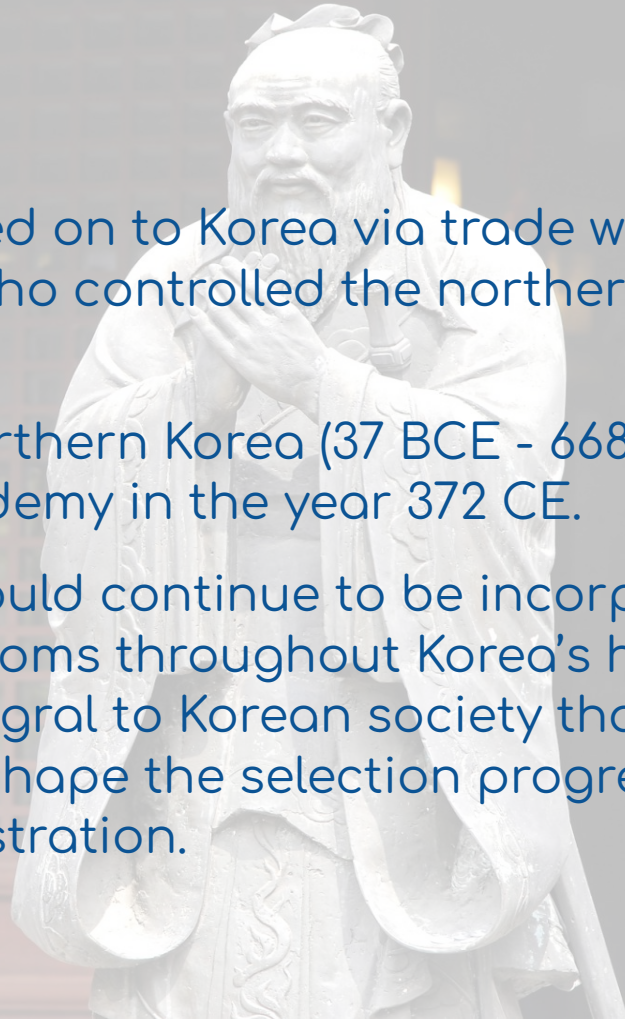 ed on to Korea via trade w
ho controlled the norther
rthern Korea (37 BCE - 668
demy in the year 372 CE.
ould continue to be incorp
oms throughout Korea's h
gral to Korean society tha
hape the selection progre
stration.